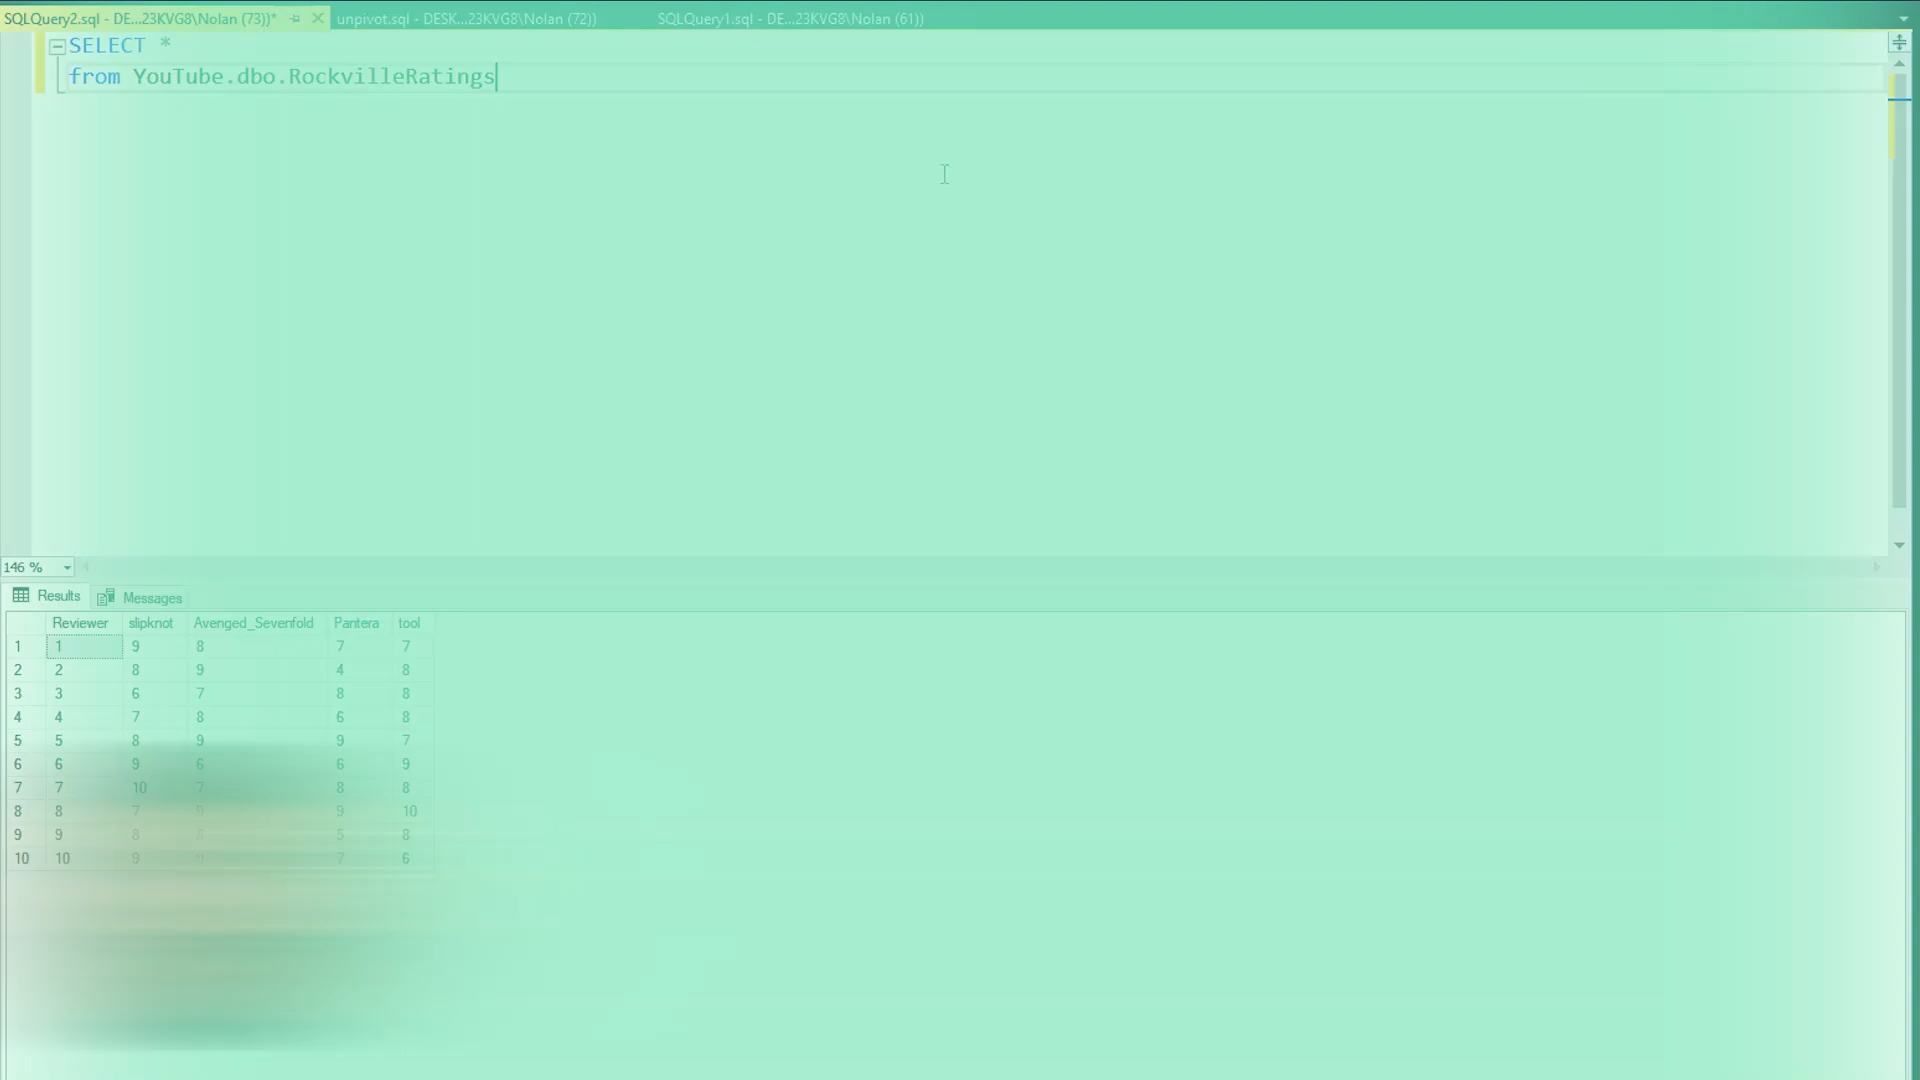 SQLQuery2.sql - DE...23KVG8\Nolan (73))* unpivot.sql - DESK...23KVG8\Nolan (72)) SQLQuery1.sql - DE...23KVG8\Nolan (61))
SELECT *
from YouTube.dbo.RockvilleRatings
146 %
Results Messages
Reviewer slipknot Avenged_Sevenfold Pantera tool
1 1 9 8 7 7
2 2 8 9 4 8
3 3 6 7 8 8
4 4 7 8 6 8
5 5 8 9 9 7
6 6 9 6 6 9
7 7 10 7 8 8
8 8 7 9 10
9 9 8 5 8
10 10 9 7 6